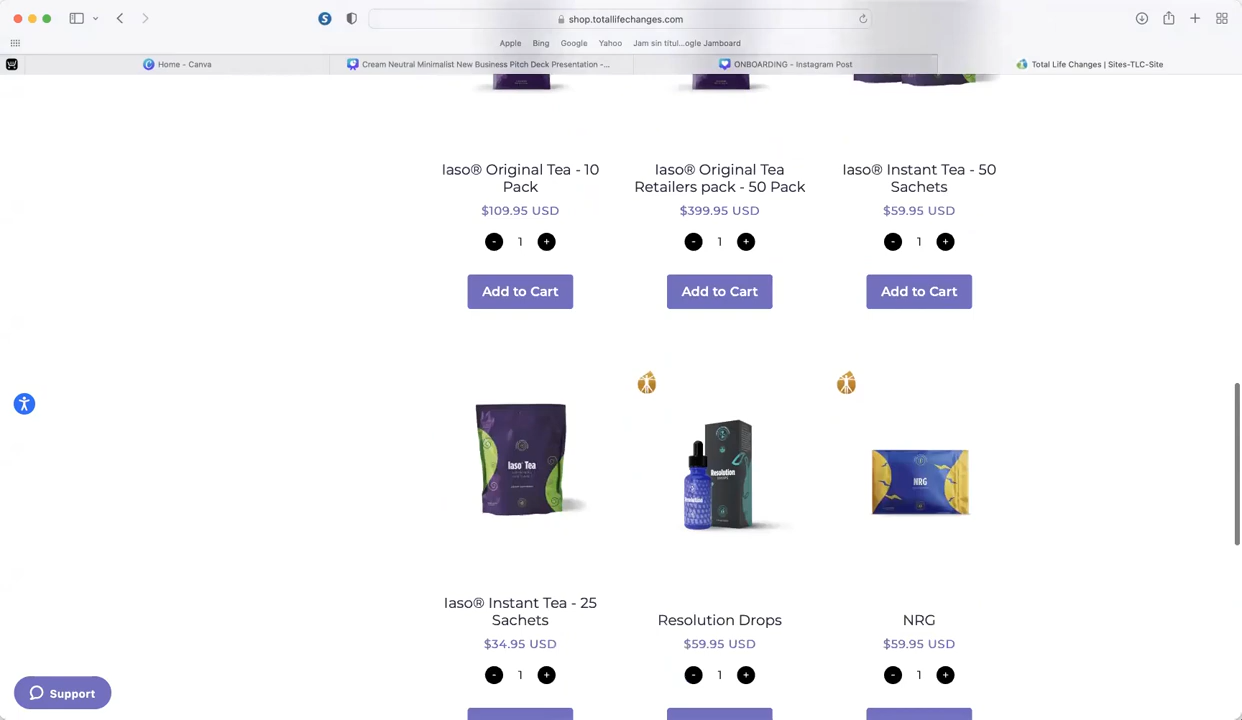 shop.totallifechanges.com
Apple Bing Google Yahoo Jam sin titul...ogle Jamboard
Home - Canva Cream Neutral Minimalist New Business Pitch Deck Presentation -... ONBOARDING - Instagram Post Total Life Changes | Sites-TLC-Site
Iaso® Original Tea - 10
Pack
$109.95 USD
- 1 +
Add to Cart
Iaso® Original Tea
Retailers pack - 50 Pack
$399.95 USD
- 1 +
Add to Cart
Iaso® Instant Tea - 50
Sachets
$59.95 USD
- 1 +
Add to Cart
Iaso Tea
Resolution
NRG
Iaso® Instant Tea - 25
Sachets
$34.95 USD
- 1 +
Resolution Drops
$59.95 USD
- 1 +
NRG
$59.95 USD
- 1 +
Support